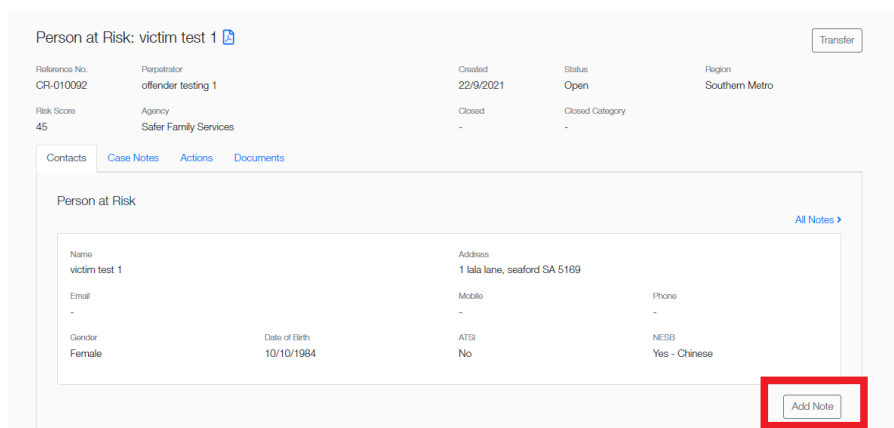 Person at Risk: victim test 1
Transfer
Reference No. Perpetrator Created Status Region
CR-010092 offender testing 1 22/9/2021 Open Southern Metro
Risk Score Agency Closed Closed Category
45 Safer Family Services - -
Contacts Case Notes Actions Documents
Person at Risk
All Notes >
Name Address
victim test 1 1 lala lane, seaford SA 5169
Email Mobile Phone
- - -
Gender Date of Birth ATSI NESB
Female 10/10/1984 No Yes - Chinese
Add Note